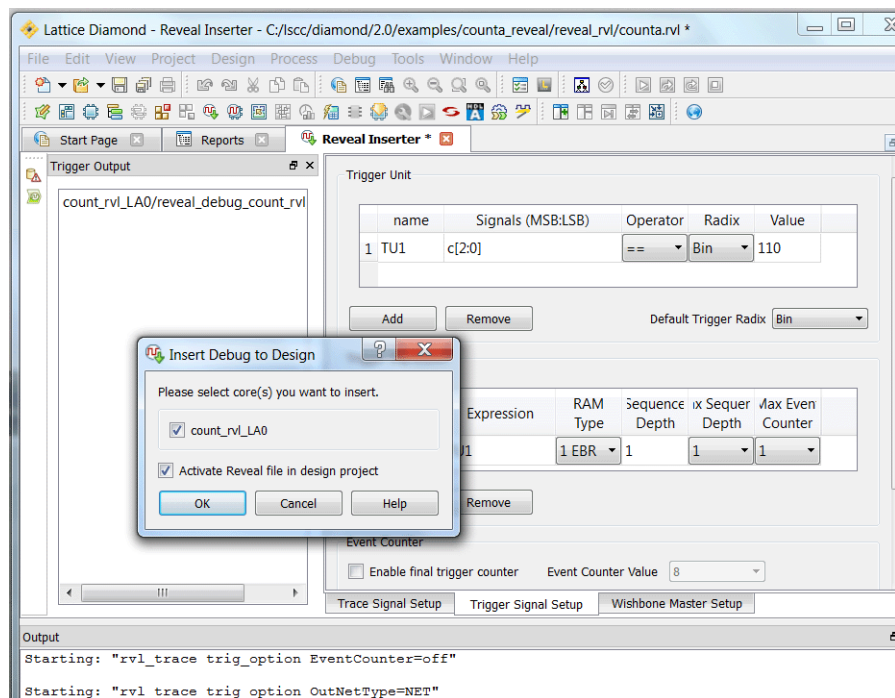 Lattice Diamond - Reveal Inserter - C:/lscc/diamond/2.0/examples/counta_reveal/reveal_rvl/counta.rvl *
File Edit View Project Design Process Debug Tools Window Help
Start Page Reports Reveal Inserter *
Trigger Output
count_rvl_LA0/reveal_debug_count_rvl
Trigger Unit
name Signals (MSB:LSB) Operator Radix Value
1 TU1 c[2:0] == Bin 110
Add Remove Default Trigger Radix Bin
Insert Debug to Design
Please select core(s) you want to insert.
count_rvl_LA0
Activate Reveal file in design project
OK Cancel Help
Expression RAM Type Sequence Depth Sequer Depth Max Even Counter
1 EBR 1 1 1
Remove
Event Counter
Enable final trigger counter Event Counter Value 8
Trace Signal Setup Trigger Signal Setup Wishbone Master Setup
Output
Starting: "rvl_trace trig_option EventCounter=off"
Starting: "rvl_trace trig_option OutNetType=NET"